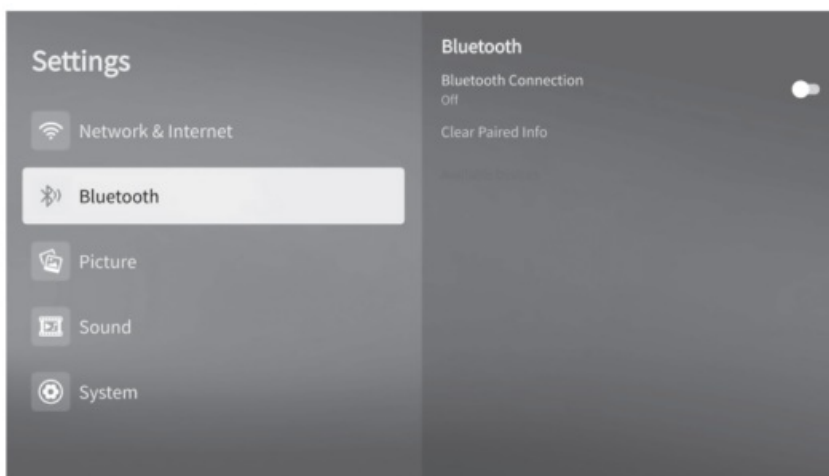 Settings
Network & Internet
Bluetooth
Picture
Sound
System
Bluetooth
Bluetooth Connection
Off
Clear Paired Info